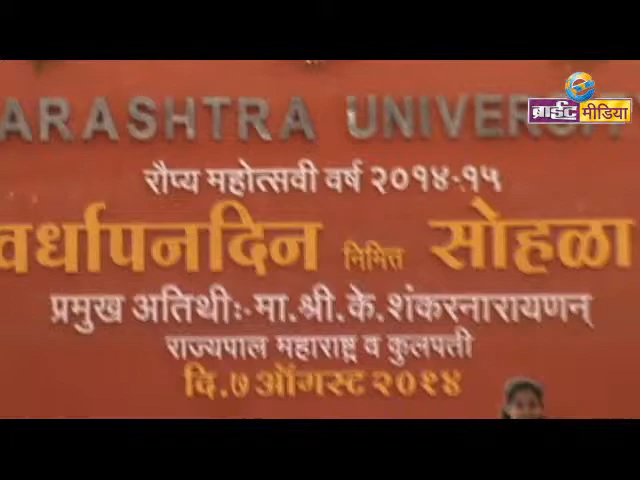 ARASHTRA UNIVERSITY
ब्राईट मीडिया
रौप्य महोत्सवी वर्ष २०१४-१५
वर्धापनदिन निमित्त सोहळा
प्रमुख अतिथीः-मा.श्री.के.शंकरनारायणन्
राज्यपाल महाराष्ट्र व कुलपती
दि.७ ऑगस्ट २०१४